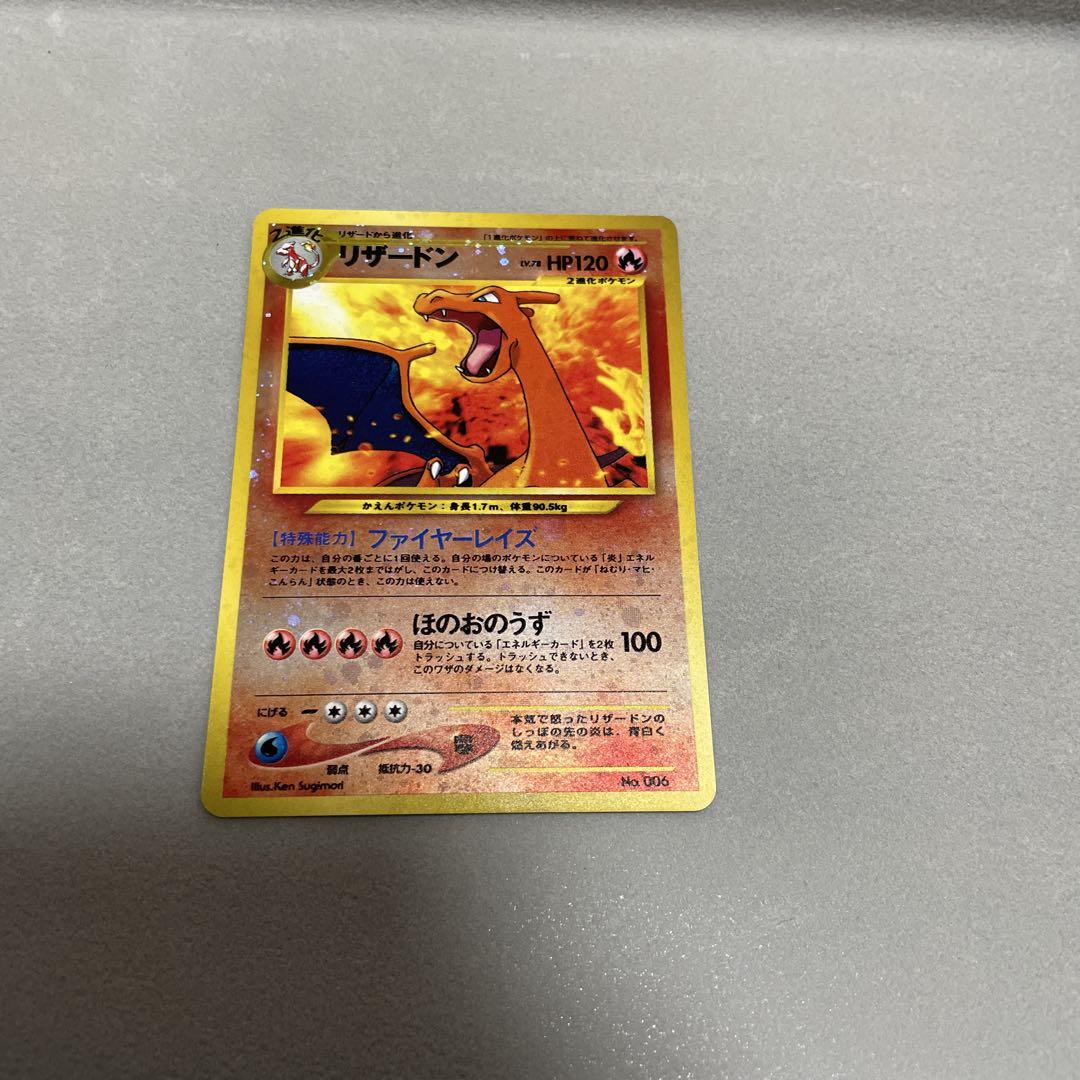 2進化
リザードから進化
「1進化ポケモン」の上に重ねて進化させます。
リザードン
LV.78 HP120
2進化ポケモン
かえんポケモン：身長1.7m、体重90.5kg
【特殊能力】ファイヤーレイズ
この力は、自分の番ごとに1回使える。自分の場のポケモンについている「炎」エネル
ギーカードを最大2枚まではがし、このカードにつけ替える。このカードが「ねむり・マヒ・
こんらん」状態のとき、この力は使えない。
ほのおのうず
100
自分についている「エネルギーカード」を2枚
トラッシュする。トラッシュできないとき、
このワザのダメージはなくなる。
にげる
本気で怒ったリザードンの
しっぽの先の炎は、青白く
燃えあがる。
弱点 抵抗力-30
Illus.Ken Sugimori
No. 006